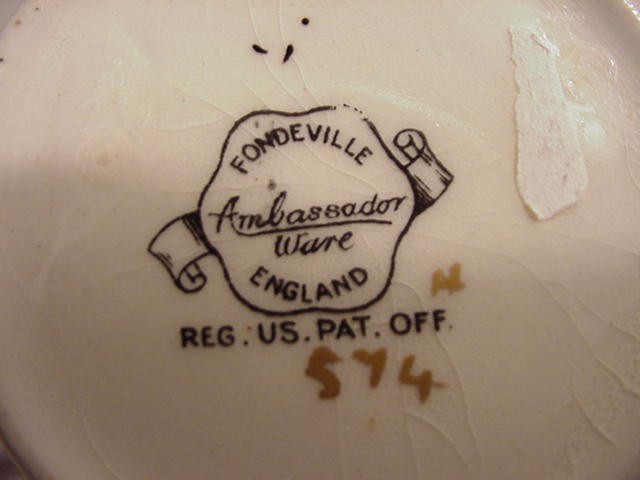 FONDEVILLE
Ambassador
Ware
ENGLAND
REG. US. PAT. OFF.
574